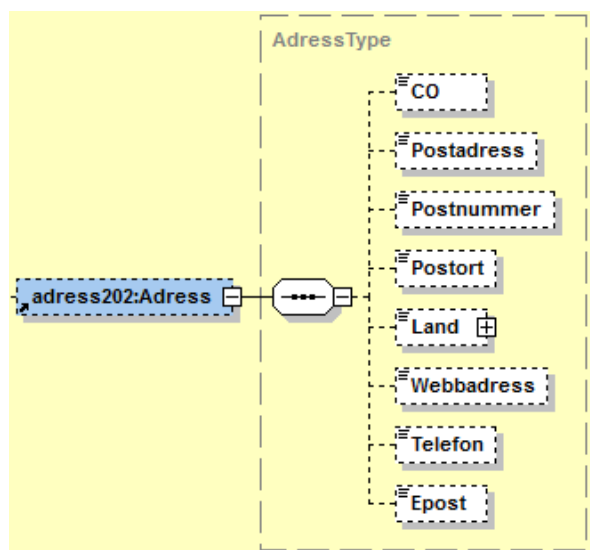 AdressType
CO
Postadress
Postnummer
Postort
adress202:Adress
Land
Webbadress
Telefon
Epost